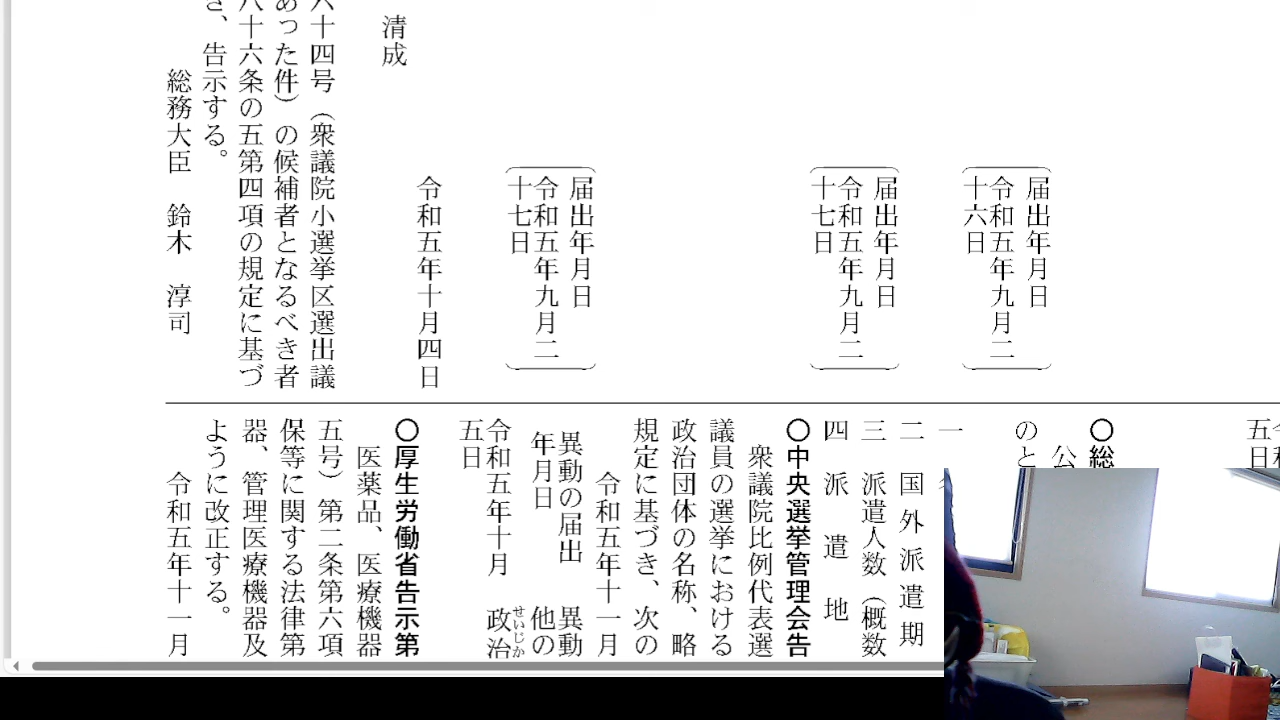 届出年月日
令和五年九月二
十六日
届出年月日
令和五年九月二
十七日
届出年月日
令和五年九月二
十七日
令和五年十月四日
清成
六十四号(衆議院小選挙区選出議
あった件)の候補者となるべき者
八十六条の五第四項の規定に基づ
き、告示する。
総務大臣 鈴木 淳司
〇総
公
のと
一
二 国外派遣期
三 派遣人数(概数
四 派遣地
〇中央選挙管理会告
衆議院比例代表選
議員の選挙における
政治団体の名称、略
規定に基づき、次の
令和五年十一月
異動の届出 異動
年月日 他の
令和五年十月 政治せいじか
五日
〇厚生労働省告示第
医薬品、医療機器
五号)第二条第六項
保等に関する法律第
器、管理医療機器及
ように改正する。
令和五年十一月